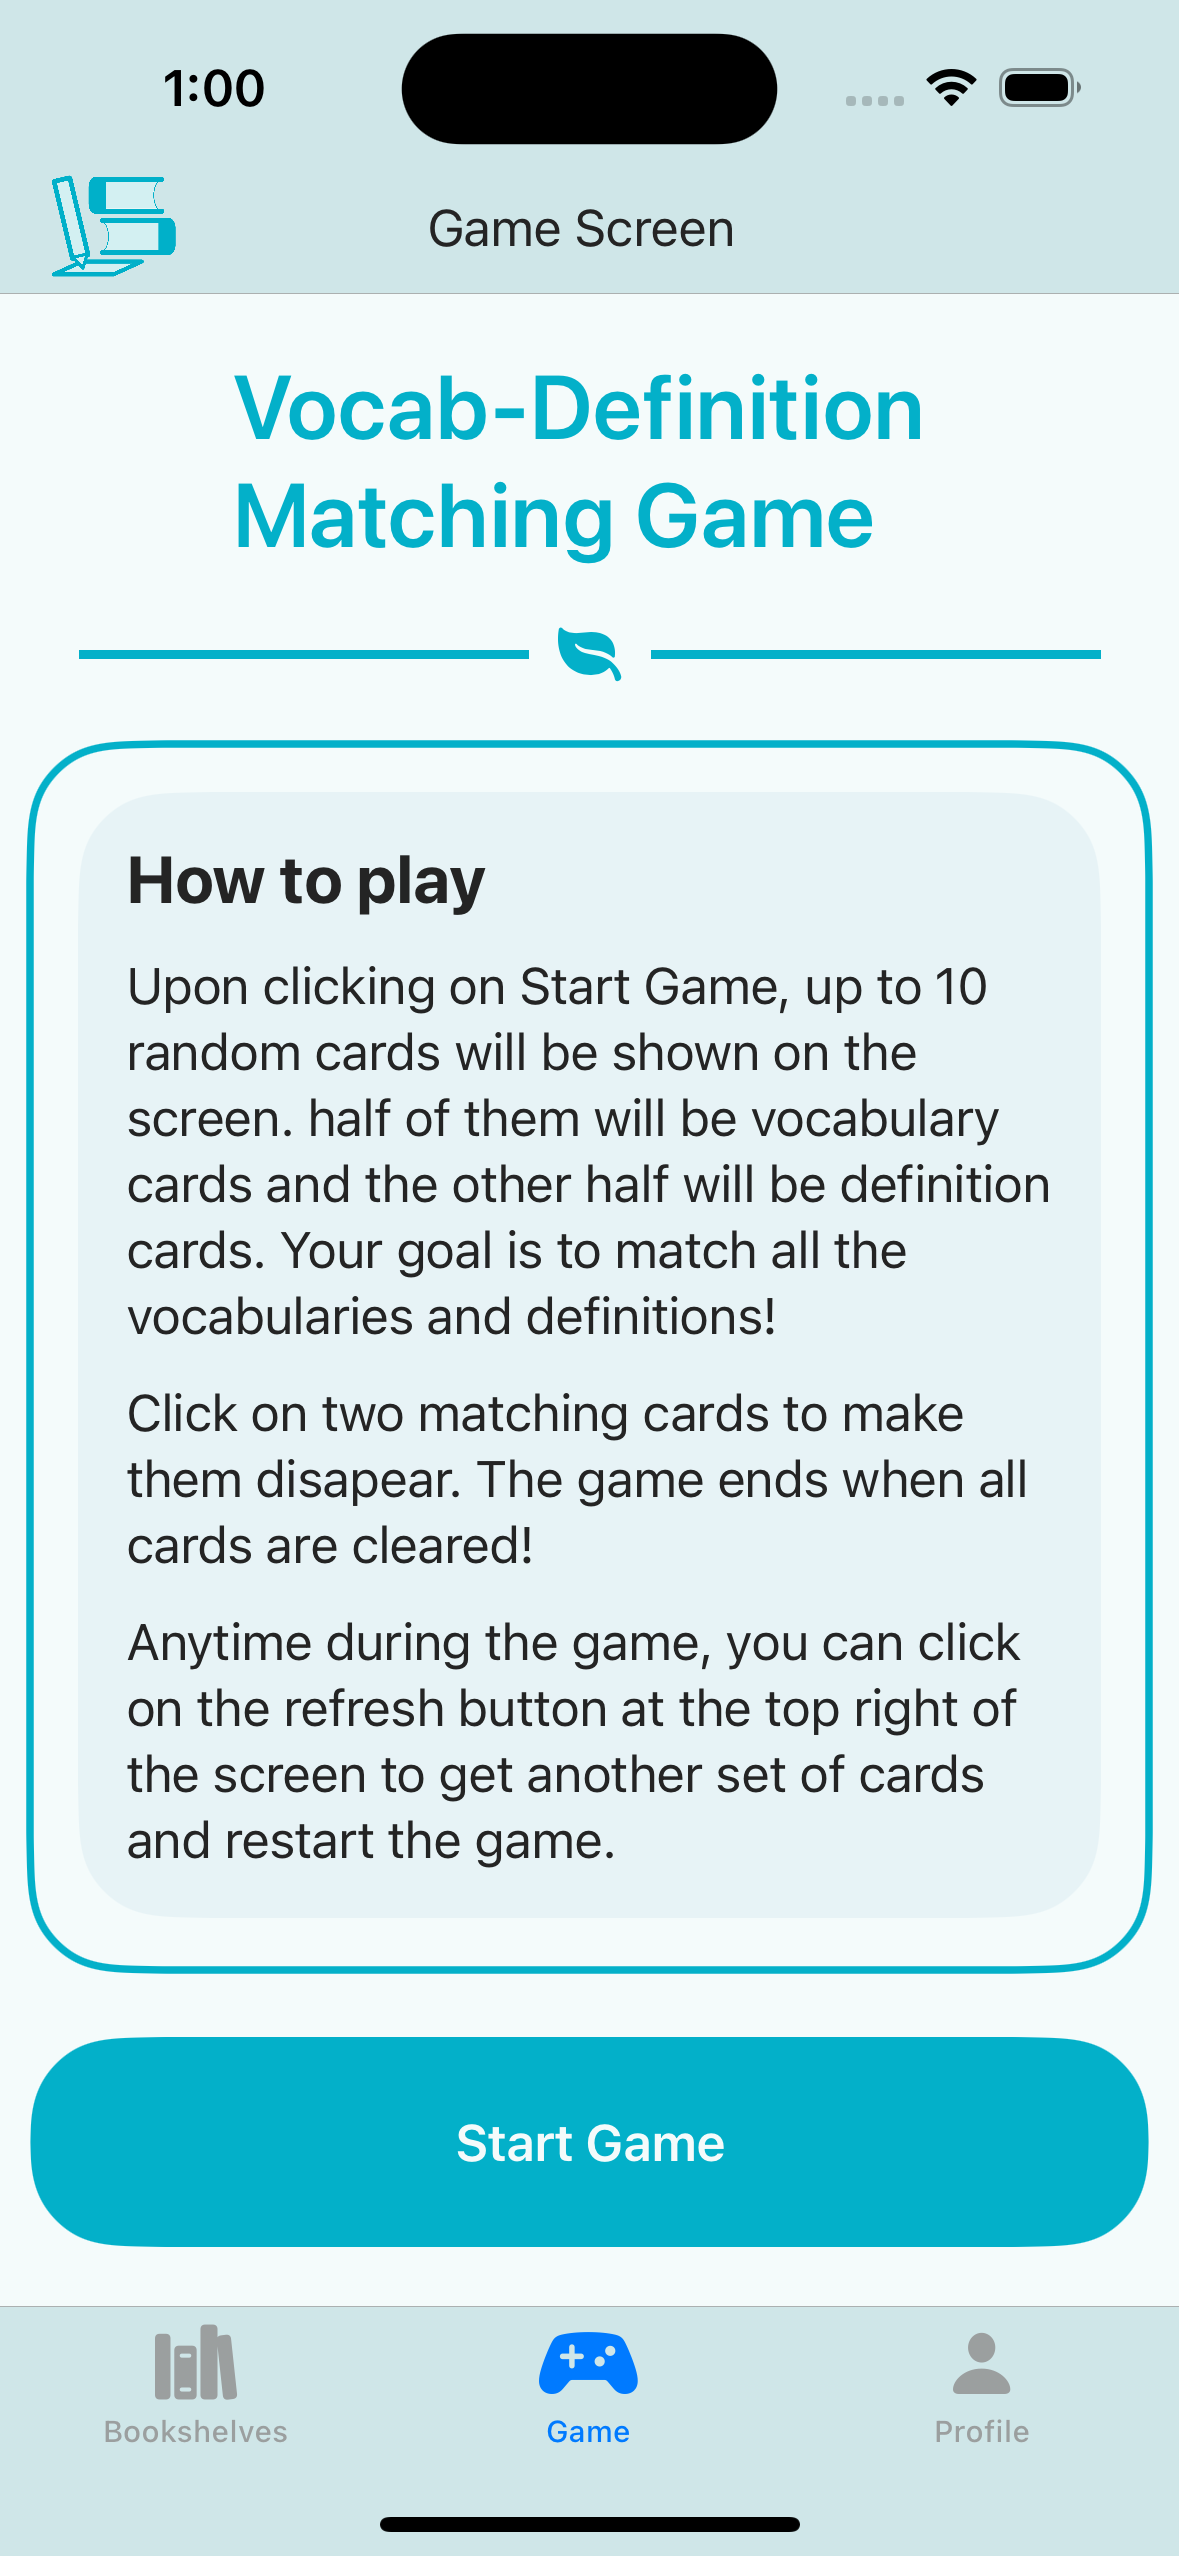 1:00
Game Screen
Vocab-Definition
Matching Game
How to play
Upon clicking on Start Game, up to 10
random cards will be shown on the
screen. half of them will be vocabulary
cards and the other half will be definition
cards. Your goal is to match all the
vocabularies and definitions!
Click on two matching cards to make
them disapear. The game ends when all
cards are cleared!
Anytime during the game, you can click
on the refresh button at the top right of
the screen to get another set of cards
and restart the game.
Start Game
Bookshelves
Game
Profile